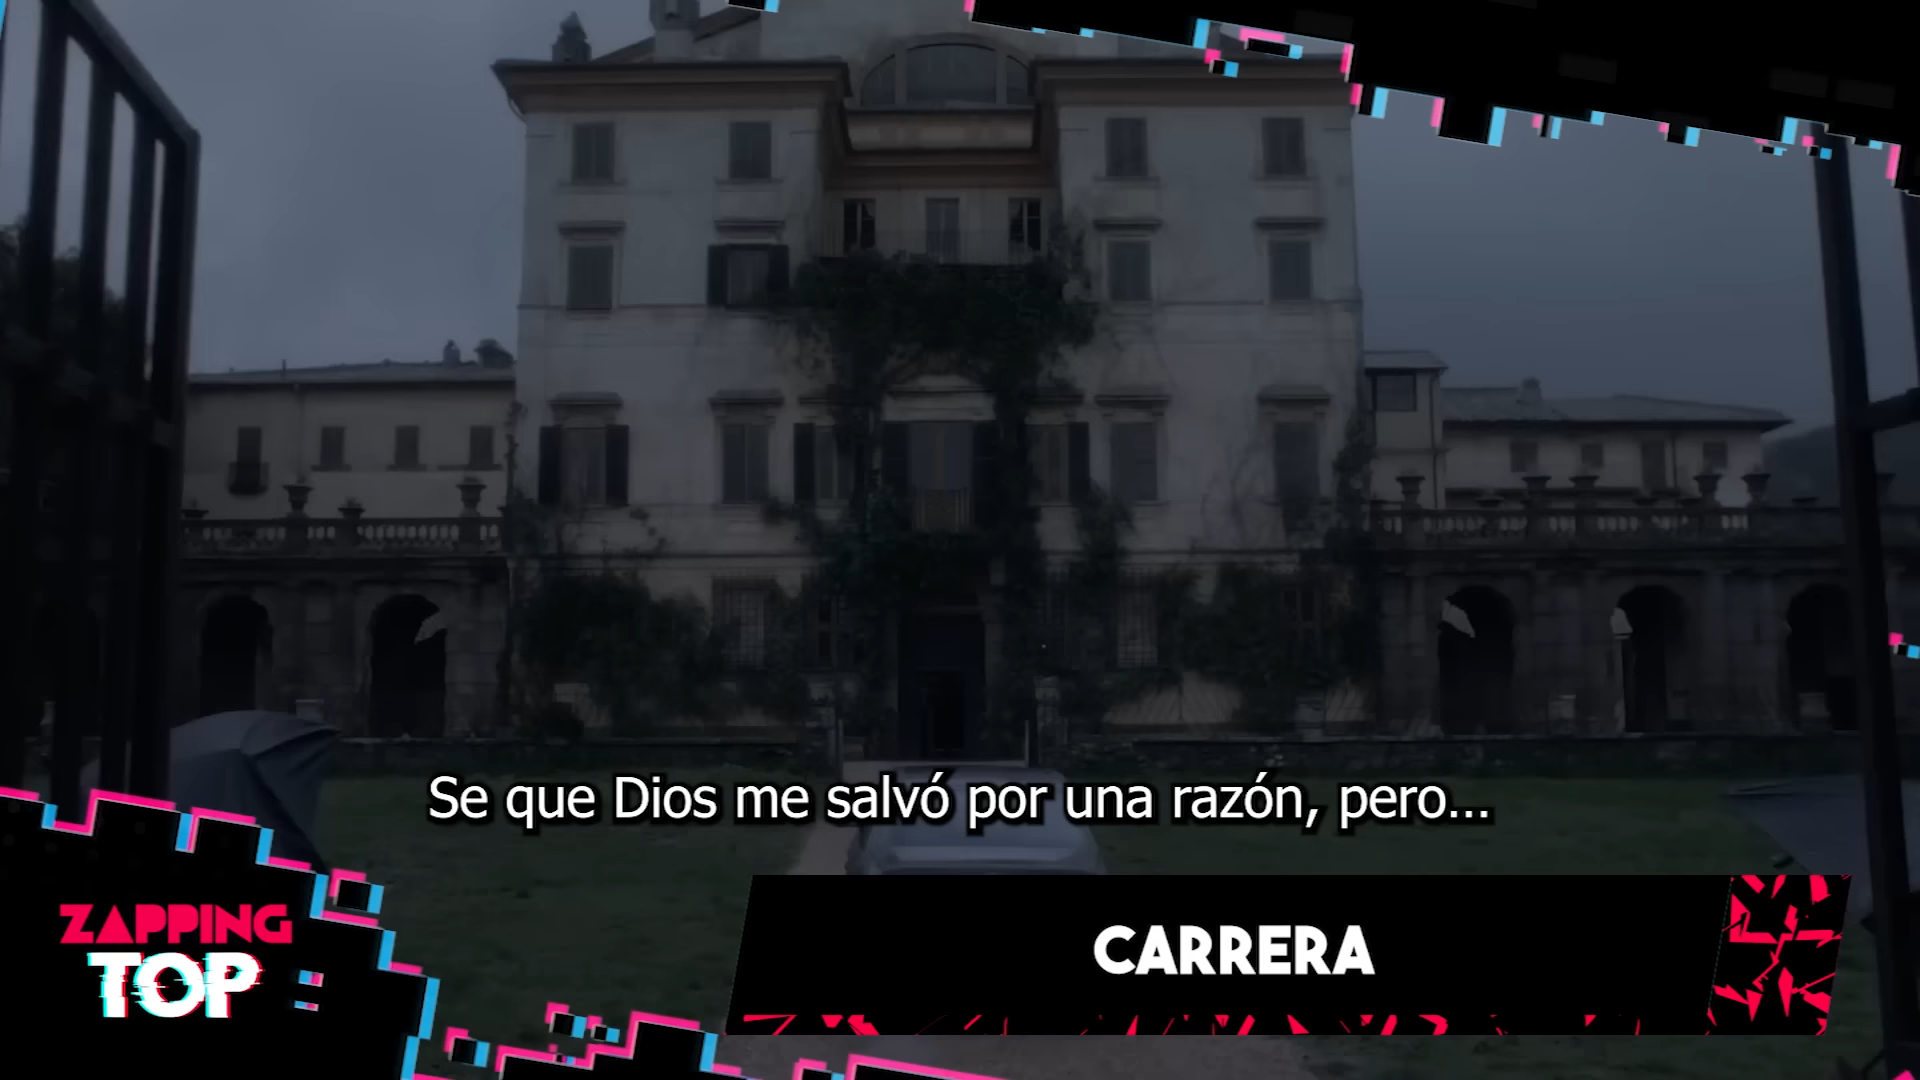 Se que Dios me salvó por una razón, pero...
CARRERA
ZAPPING
TOP